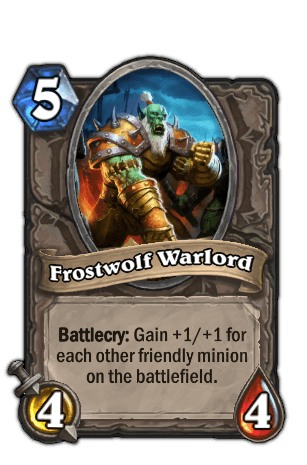 5
Frostwolf Warlord
Battlecry: Gain +1/+1 for
each other friendly minion
on the battlefield.
4
4